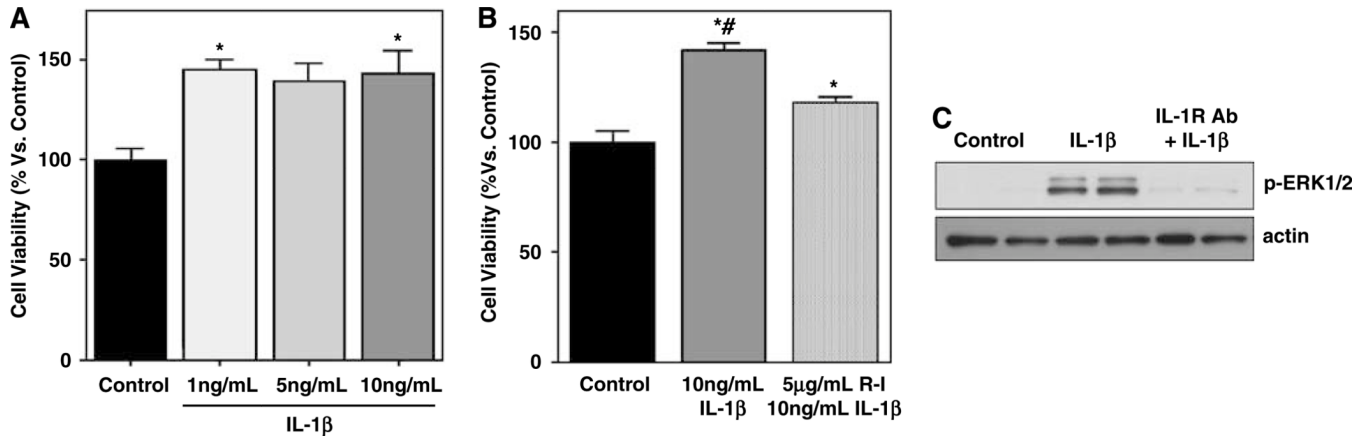 A
Cell Viability (% Vs. Control)
150
100
50
0
*
*
Control
1ng/mL
5ng/mL
10ng/mL
IL-1β
B
Cell Viability (%Vs. Control)
150
100
50
0
*#
*
Control
10ng/mL
IL-1β
5μg/mL R-I
10ng/mL IL-1β
C
Control
IL-1β
IL-1R Ab
+ IL-1β
p-ERK1/2
actin